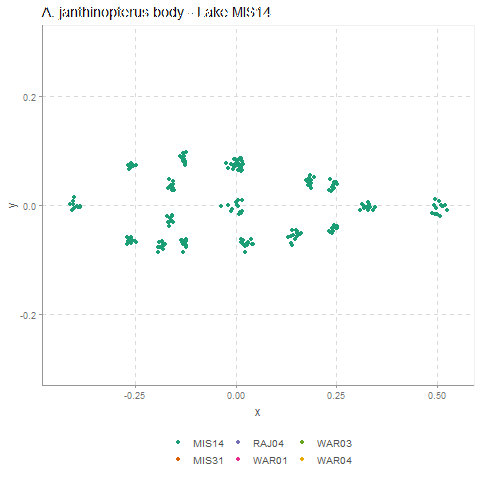 A. janthinopterus body - Lake MIS14
0.2
0.0
-0.2
y
-0.25
0.00
0.25
0.50
x
MIS14 RAJ04 WAR03
MIS31 WAR01 WAR04